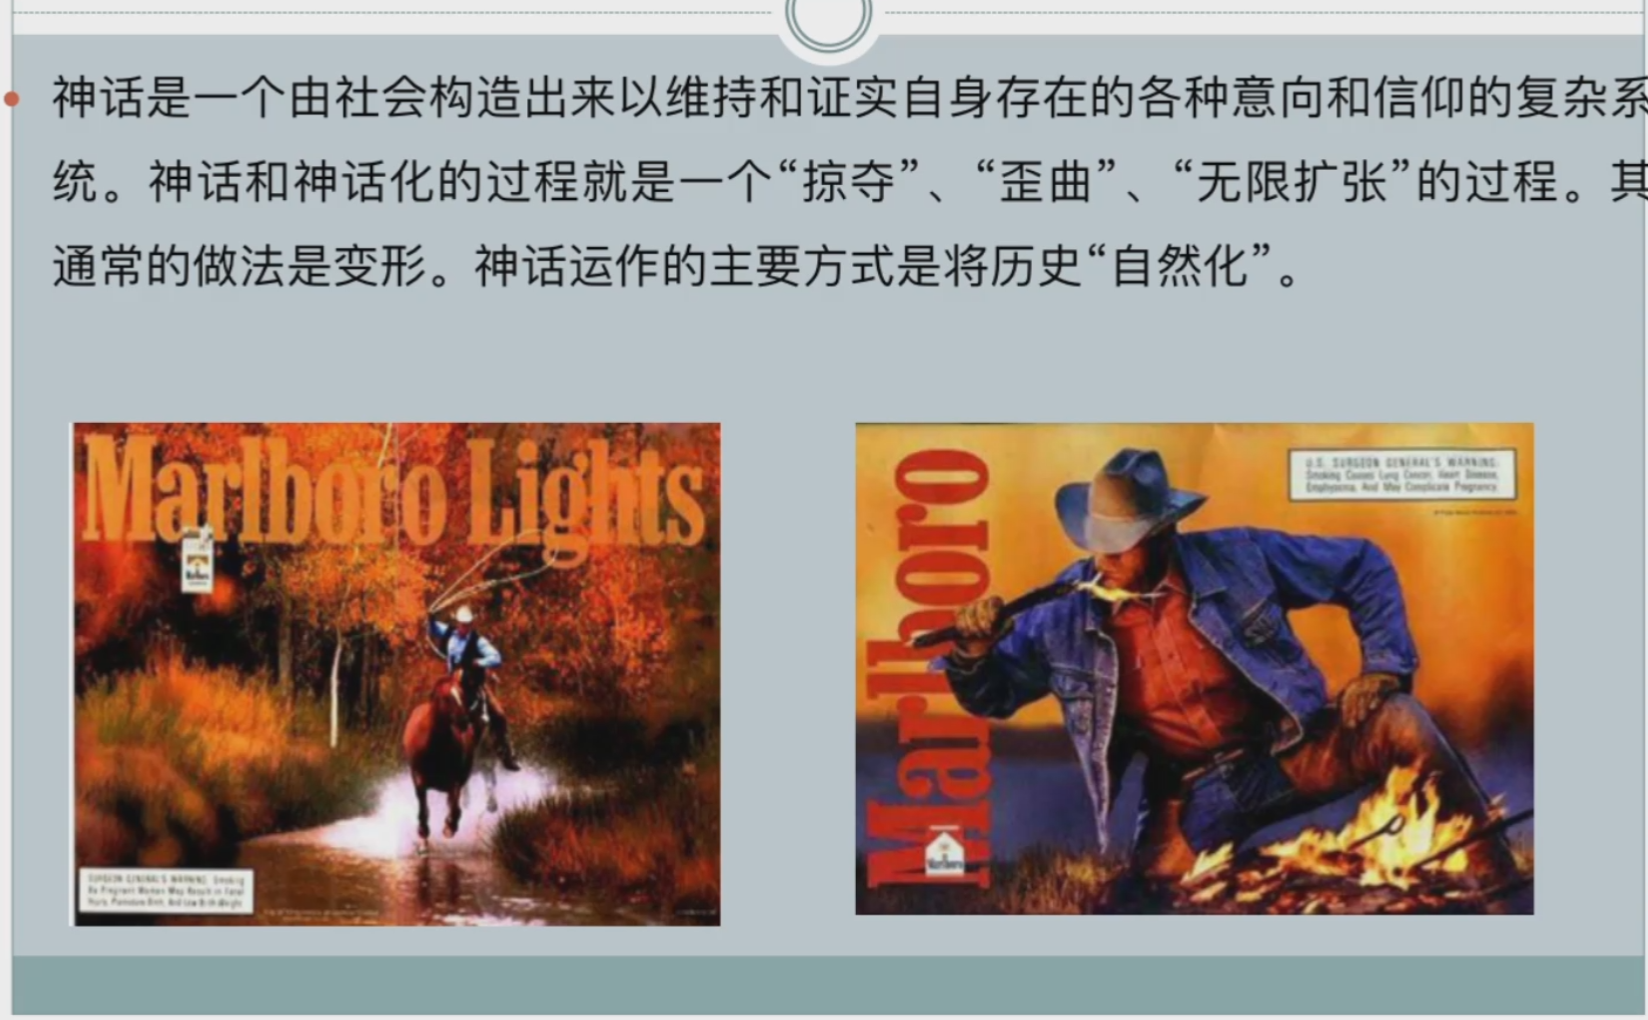 神话是一个由社会构造出来以维持和证实自身存在的各种意向和信仰的复杂系
统。神话和神话化的过程就是一个“掠夺”、“歪曲”、“无限扩张”的过程。其
通常的做法是变形。神话运作的主要方式是将历史“自然化”。
Marlboro Lights
SURGEON GENERAL'S WARNING: Smoking
By Pregnant Women May Result in Fetal
Injury, Premature Birth, And Low Birth Weight.
Marlboro
U.S. SURGEON GENERAL'S WARNING:
Smoking Causes Lung Cancer, Heart Disease,
Emphysema, And May Complicate Pregnancy.
Marlboro